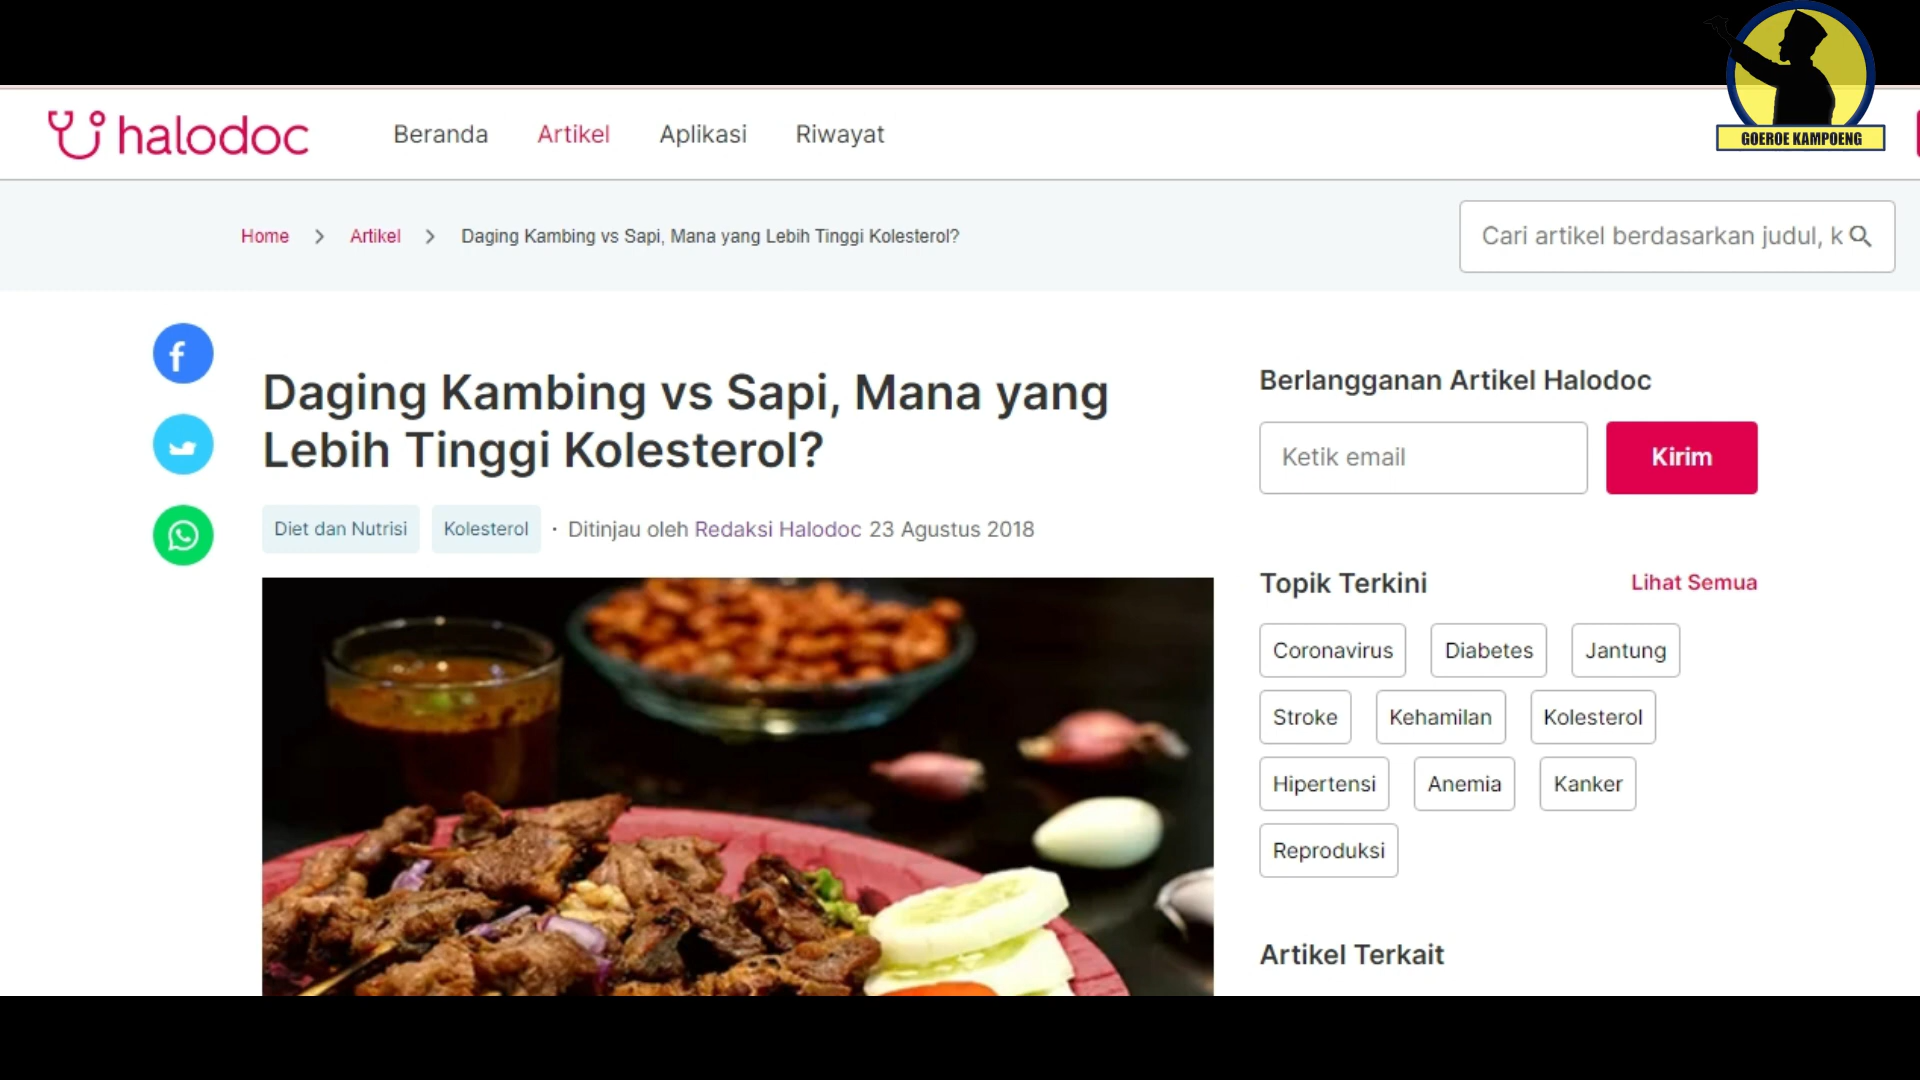 GOEROE KAMPOENG
halodoc
Beranda
Artikel
Aplikasi
Riwayat
Home > Artikel > Daging Kambing vs Sapi, Mana yang Lebih Tinggi Kolesterol?
Cari artikel berdasarkan judul, k
Daging Kambing vs Sapi, Mana yang
Lebih Tinggi Kolesterol?
Diet dan Nutrisi
Kolesterol
· Ditinjau oleh Redaksi Halodoc 23 Agustus 2018
Berlangganan Artikel Halodoc
Ketik email
Kirim
Topik Terkini
Lihat Semua
Coronavirus
Diabetes
Jantung
Stroke
Kehamilan
Kolesterol
Hipertensi
Anemia
Kanker
Reproduksi
Artikel Terkait